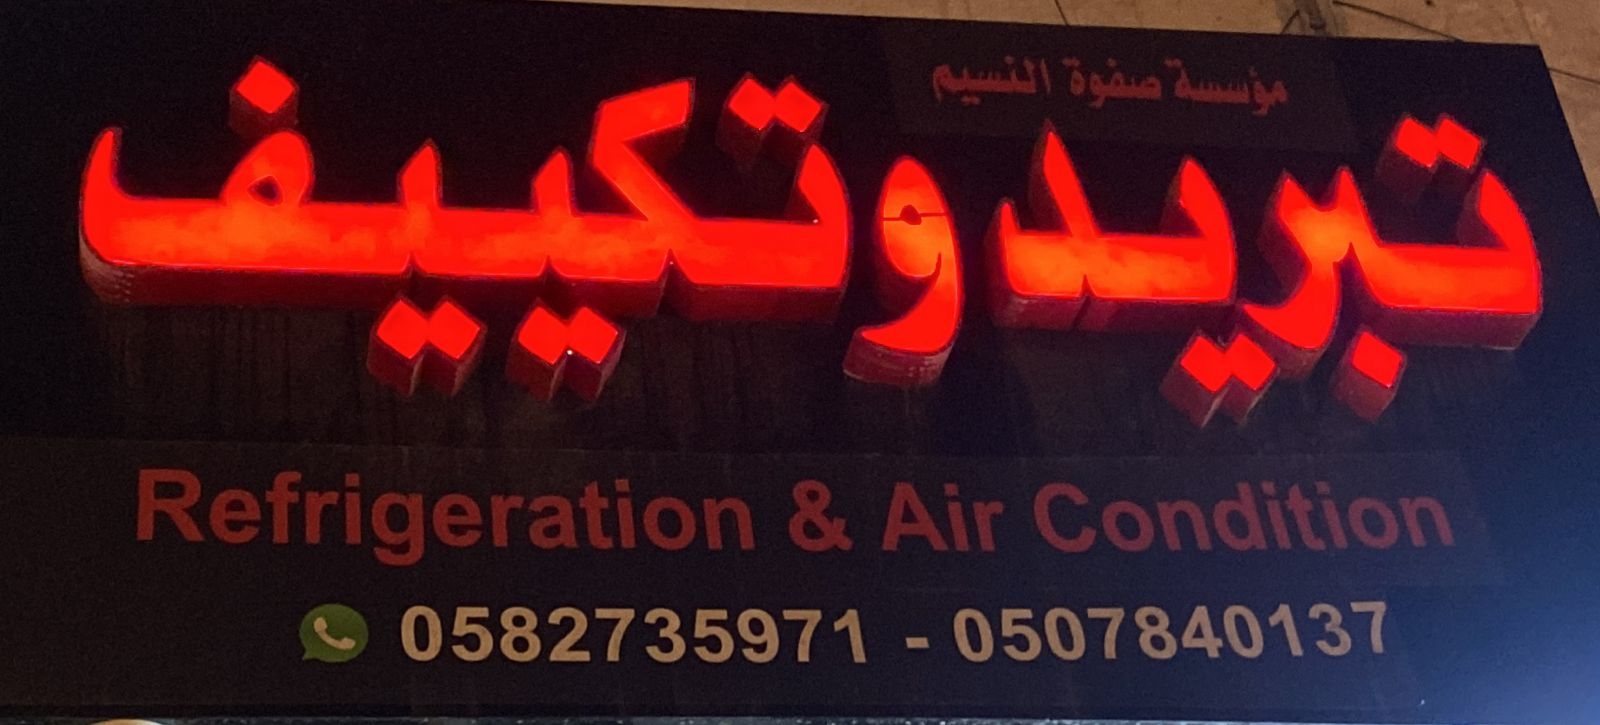 مؤسسة صفوة النسيم
تبريد وتكييف
Refrigeration & Air Condition
0582735971 - 0507840137